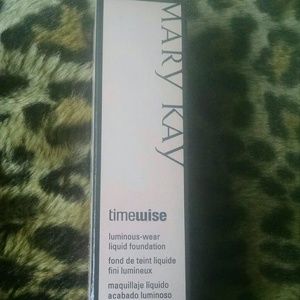 MARY KAY
timewise
luminous-wear
liquid foundation
fond de teint liquide
fini lumineux
maquillaje líquido
acabado luminoso